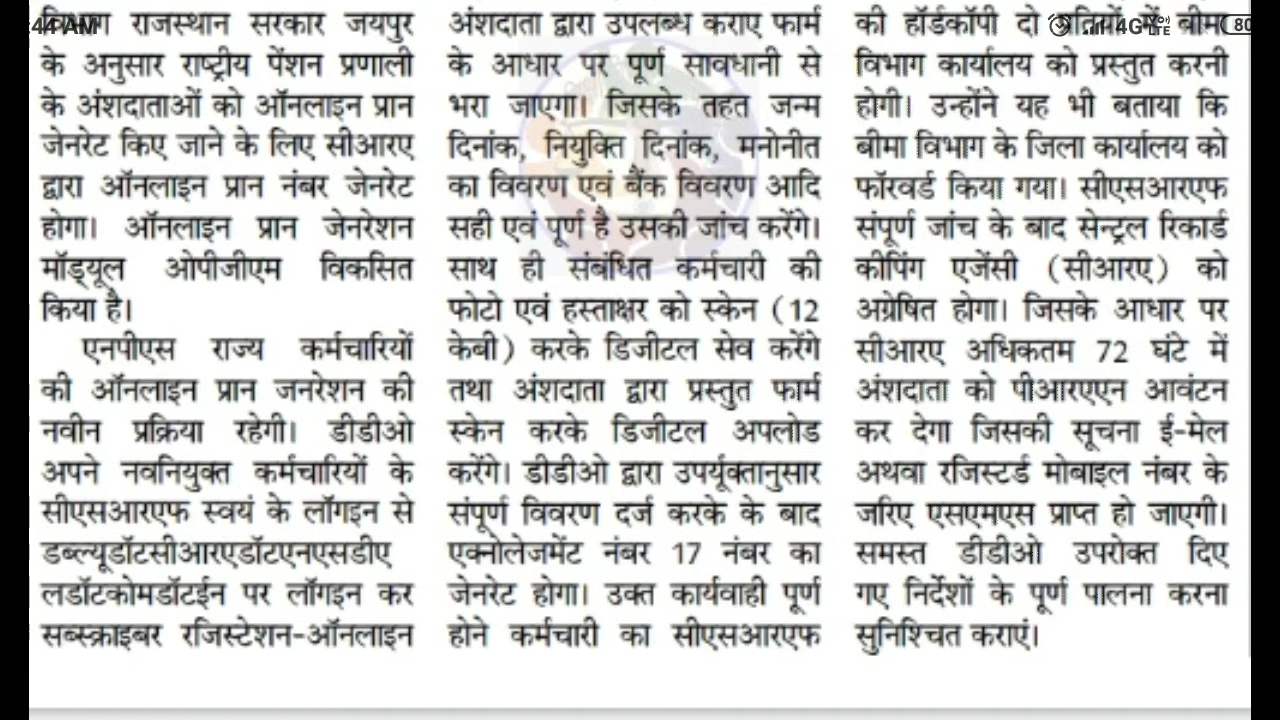 :44 AM
4G
VoLTE
80
विभाग राजस्थान सरकार जयपुर
के अनुसार राष्ट्रीय पेंशन प्रणाली
के अंशदाताओं को ऑनलाइन प्रान
जेनरेट किए जाने के लिए सीआरए
द्वारा ऑनलाइन प्रान नंबर जेनरेट
होगा। ऑनलाइन प्रान जेनरेशन
मॉड्यूल ओपीजीएम विकसित
किया है।
एनपीएस राज्य कर्मचारियों
की ऑनलाइन प्रान जनरेशन की
नवीन प्रक्रिया रहेगी। डीडीओ
अपने नवनियुक्त कर्मचारियों के
सीएसआरएफ स्वयं के लॉगइन से
डब्ल्यूडॉटसीआरएडॉटएनएसडीए
लडॉटकोमडॉटईन पर लॉगइन कर
सब्स्क्राइबर रजिस्टेशन-ऑनलाइन
अंशदाता द्वारा उपलब्ध कराए फार्म
के आधार पर पूर्ण सावधानी से
भरा जाएगा। जिसके तहत जन्म
दिनांक, नियुक्ति दिनांक, मनोनीत
का विवरण एवं बैंक विवरण आदि
सही एवं पूर्ण है उसकी जांच करेंगे।
साथ ही संबंधित कर्मचारी की
फोटो एवं हस्ताक्षर को स्केन (12
केबी) करके डिजीटल सेव करेंगे
तथा अंशदाता द्वारा प्रस्तुत फार्म
स्केन करके डिजीटल अपलोड
करेंगे। डीडीओ द्वारा उपर्यूक्तानुसार
संपूर्ण विवरण दर्ज करके के बाद
एक्नोलेजमेंट नंबर 17 नंबर का
जेनरेट होगा। उक्त कार्यवाही पूर्ण
होने कर्मचारी का सीएसआरएफ
की हॉर्डकॉपी दो प्रतियों में बीमा
विभाग कार्यालय को प्रस्तुत करनी
होगी। उन्होंने यह भी बताया कि
बीमा विभाग के जिला कार्यालय को
फॉरवर्ड किया गया। सीएसआरएफ
संपूर्ण जांच के बाद सेन्ट्रल रिकार्ड
कीपिंग एजेंसी (सीआरए) को
अग्रेषित होगा। जिसके आधार पर
सीआरए अधिकतम 72 घंटे में
अंशदाता को पीआरएएन आवंटन
कर देगा जिसकी सूचना ई-मेल
अथवा रजिस्टर्ड मोबाइल नंबर के
जरिए एसएमएस प्राप्त हो जाएगी।
समस्त डीडीओ उपरोक्त दिए
गए निर्देशों के पूर्ण पालना करना
सुनिश्चित कराएं।